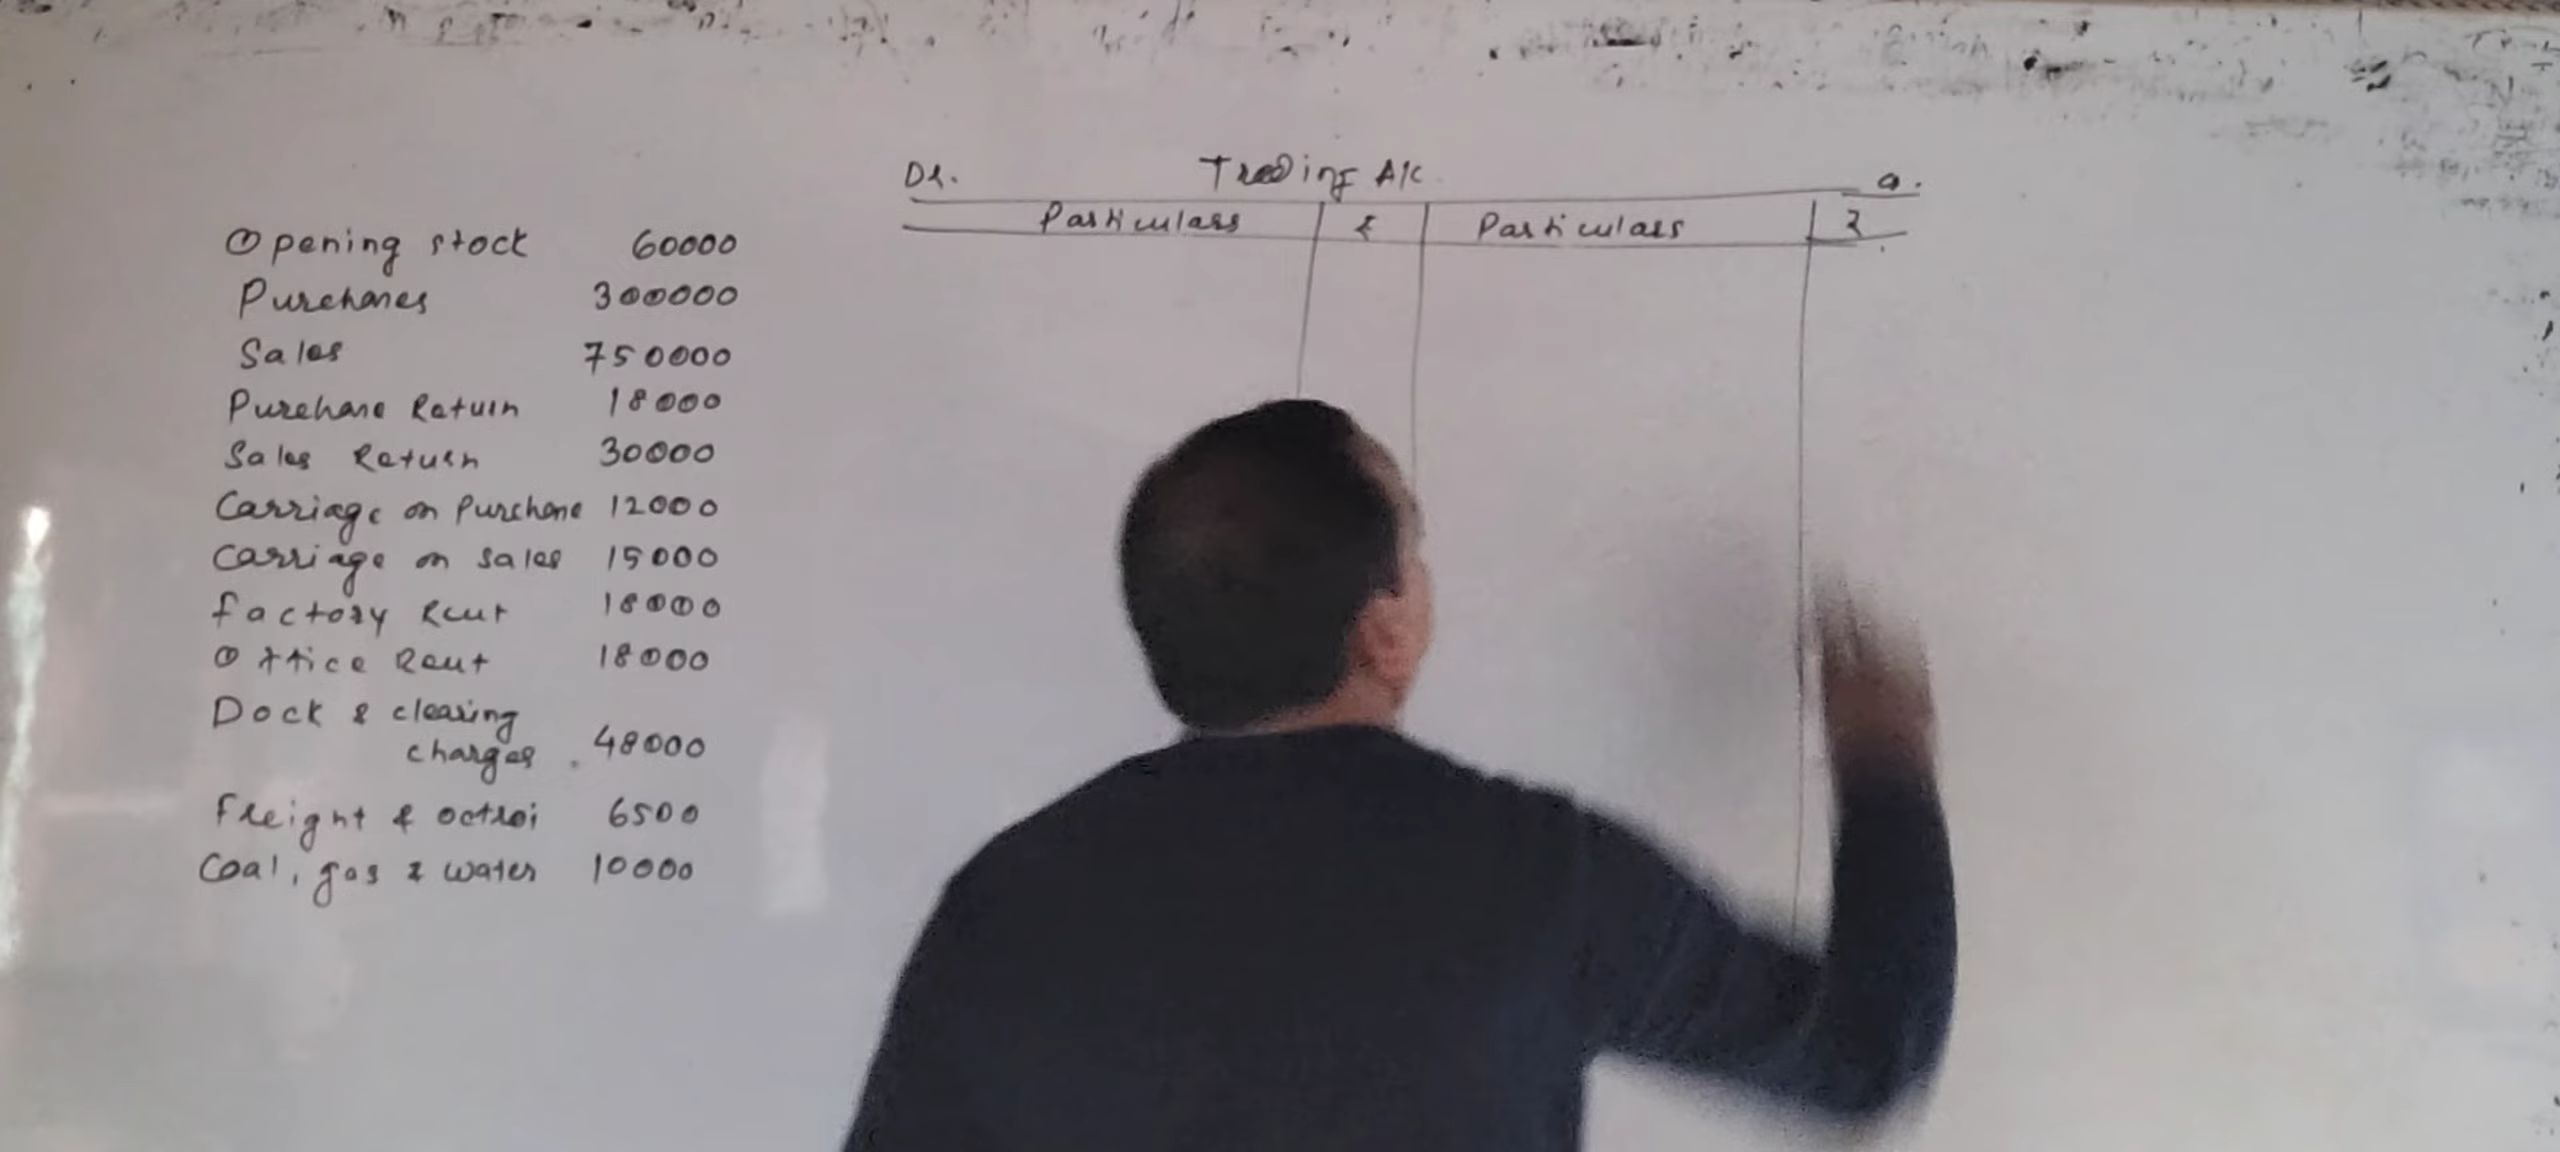 Opening stock 60000
Purchases 300000
Sales 750000
Purchase Return 18000
Sales Return 30000
Carriage on Purchase 12000
Carriage on sales 15000
factory Rent 18000
Office Rent 18000
Dock & clearing
charges . 48000
Freight & octroi 6500
Coal, gas & water 10000
Dr. Trading A/c Cr.
Particulars ₹ Particulars ₹